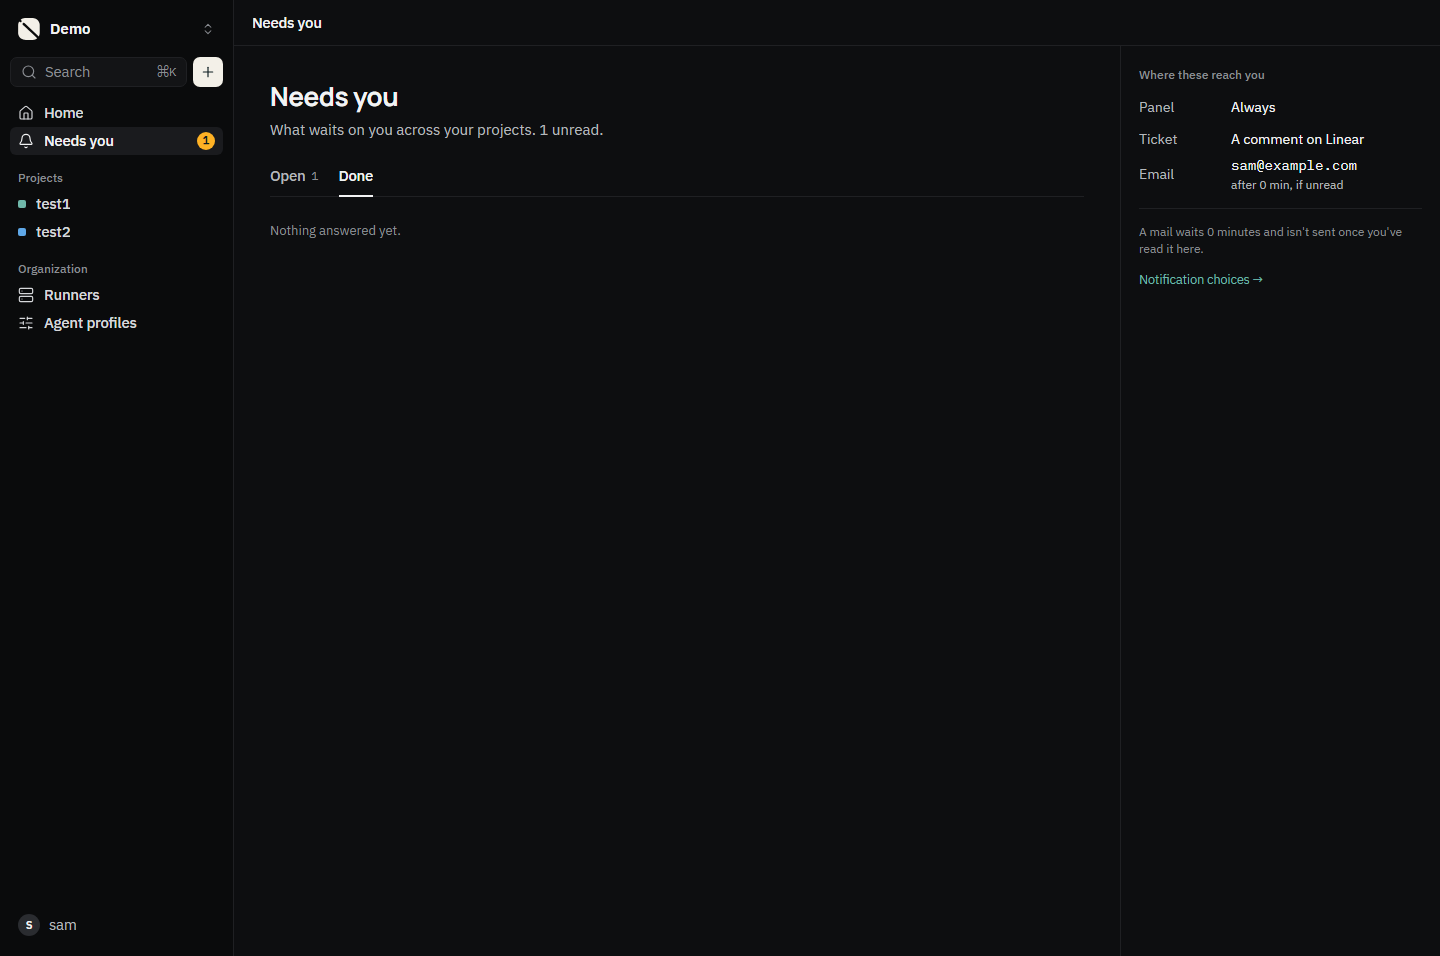 Demo
Search ⌘K +
Home
Needs you 1
Projects
test1
test2
Organization
Runners
Agent profiles
S sam
Needs you
Needs you
What waits on you across your projects. 1 unread.
Open 1 Done
Nothing answered yet.
Where these reach you
Panel Always
Ticket A comment on Linear
Email sam@example.com
after 0 min, if unread
A mail waits 0 minutes and isn't sent once you've
read it here.
Notification choices →